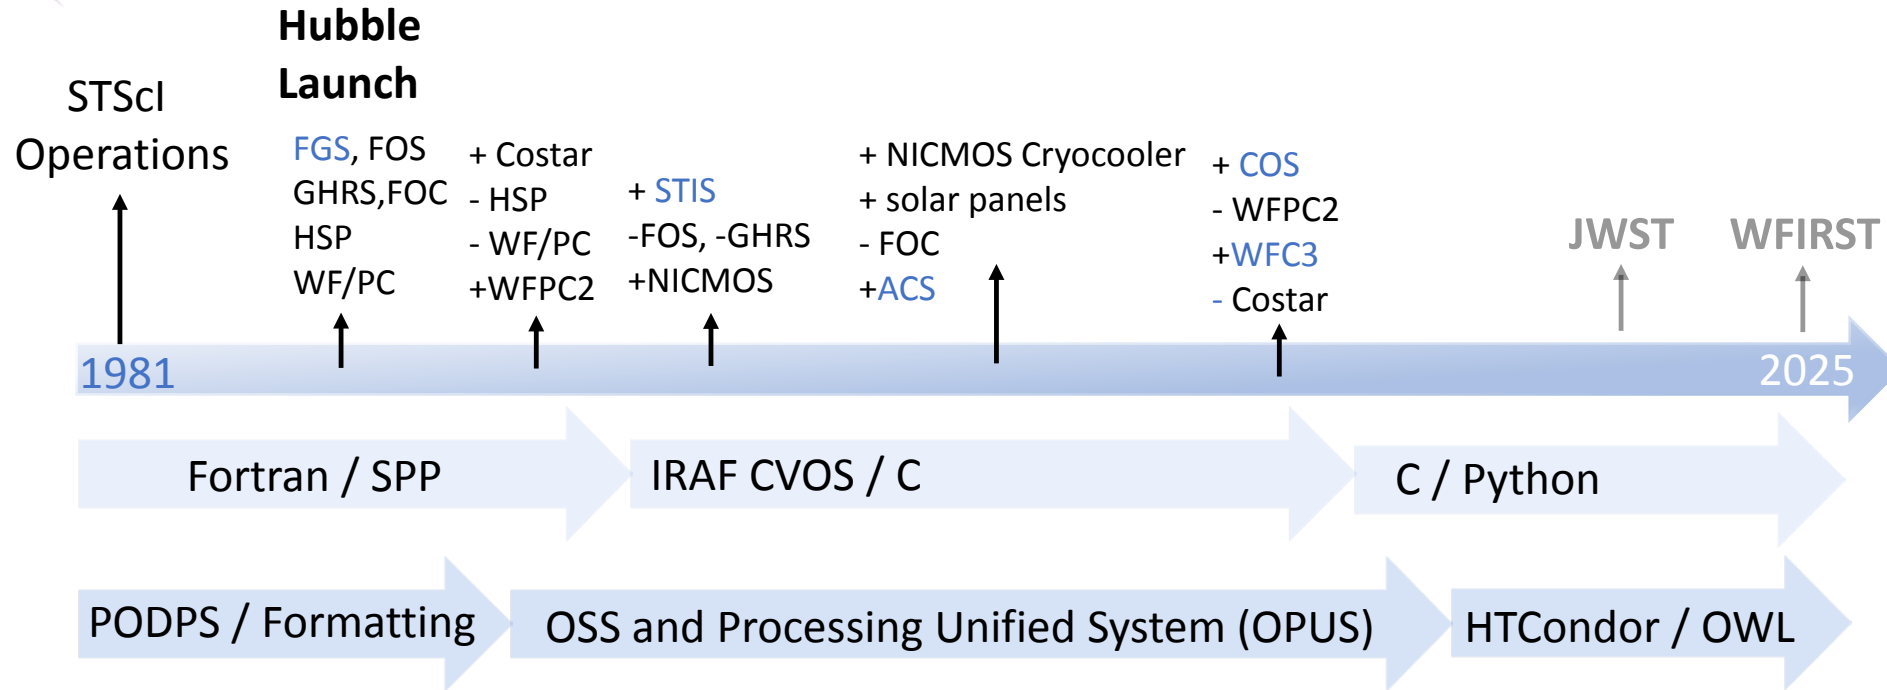 STScI
Operations
Hubble
Launch
FGS, FOS
GHRS,FOC
HSP
WF/PC
+ Costar
- HSP
- WF/PC
+WFPC2
+ STIS
-FOS, -GHRS
+NICMOS
+ NICMOS Cryocooler
+ solar panels
- FOC
+ACS
+ COS
- WFPC2
+WFC3
- Costar
JWST
WFIRST
1981
2025
Fortran / SPP
IRAF CVOS / C
C / Python
PODPS / Formatting
OSS and Processing Unified System (OPUS)
HTCondor / OWL